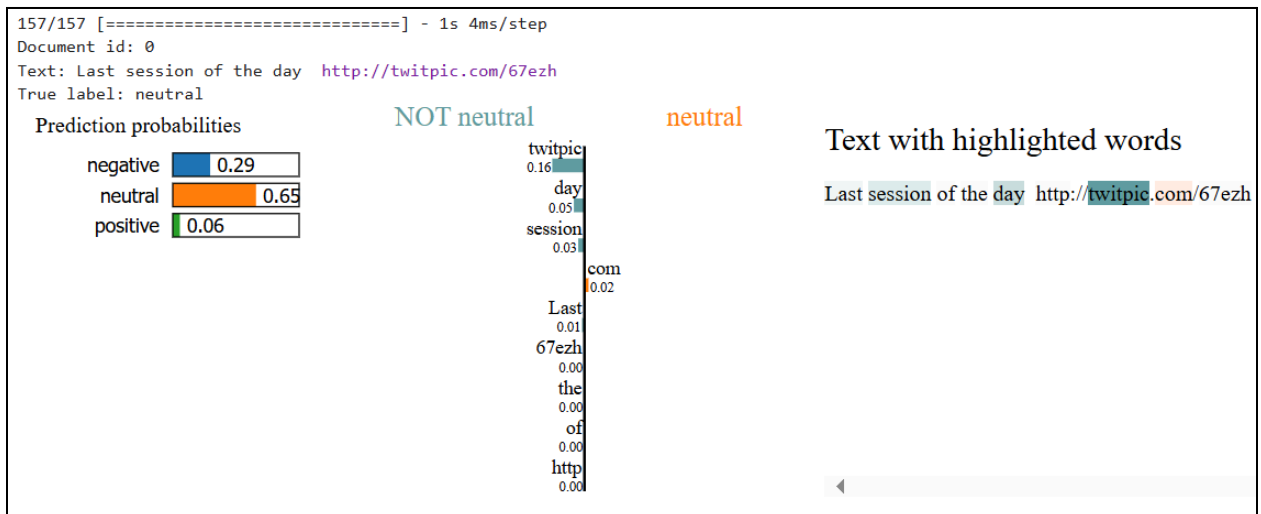 157/157 [==============================] - 1s 4ms/step
Document id: 0
Text: Last session of the day  http://twitpic.com/67ezh
True label: neutral
Prediction probabilities
negative 0.29
neutral 0.65
positive 0.06
NOT neutral neutral
twitpic
0.16
day
0.05
session
0.03
com
0.02
Last
0.01
67ezh
0.00
the
0.00
of
0.00
http
0.00
Text with highlighted words
Last session of the day  http://twitpic.com/67ezh